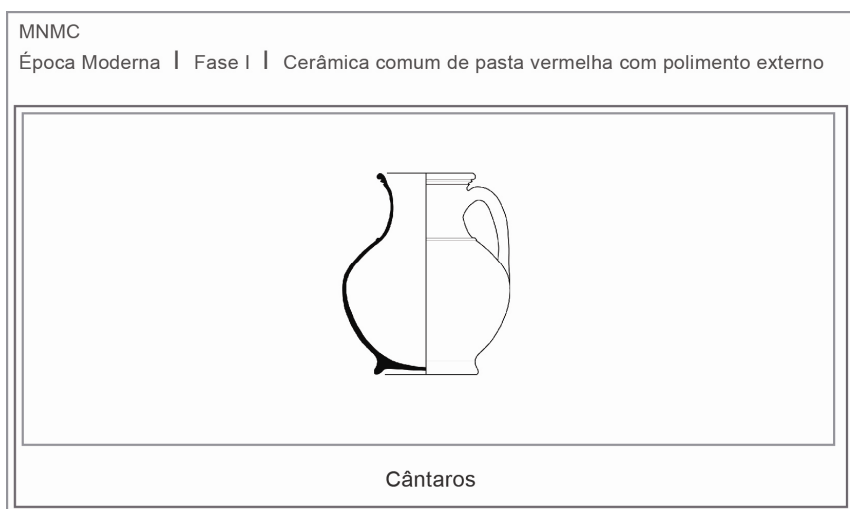 MNMC
Época Moderna | Fase I | Cerâmica comum de pasta vermelha com polimento externo
Cântaros